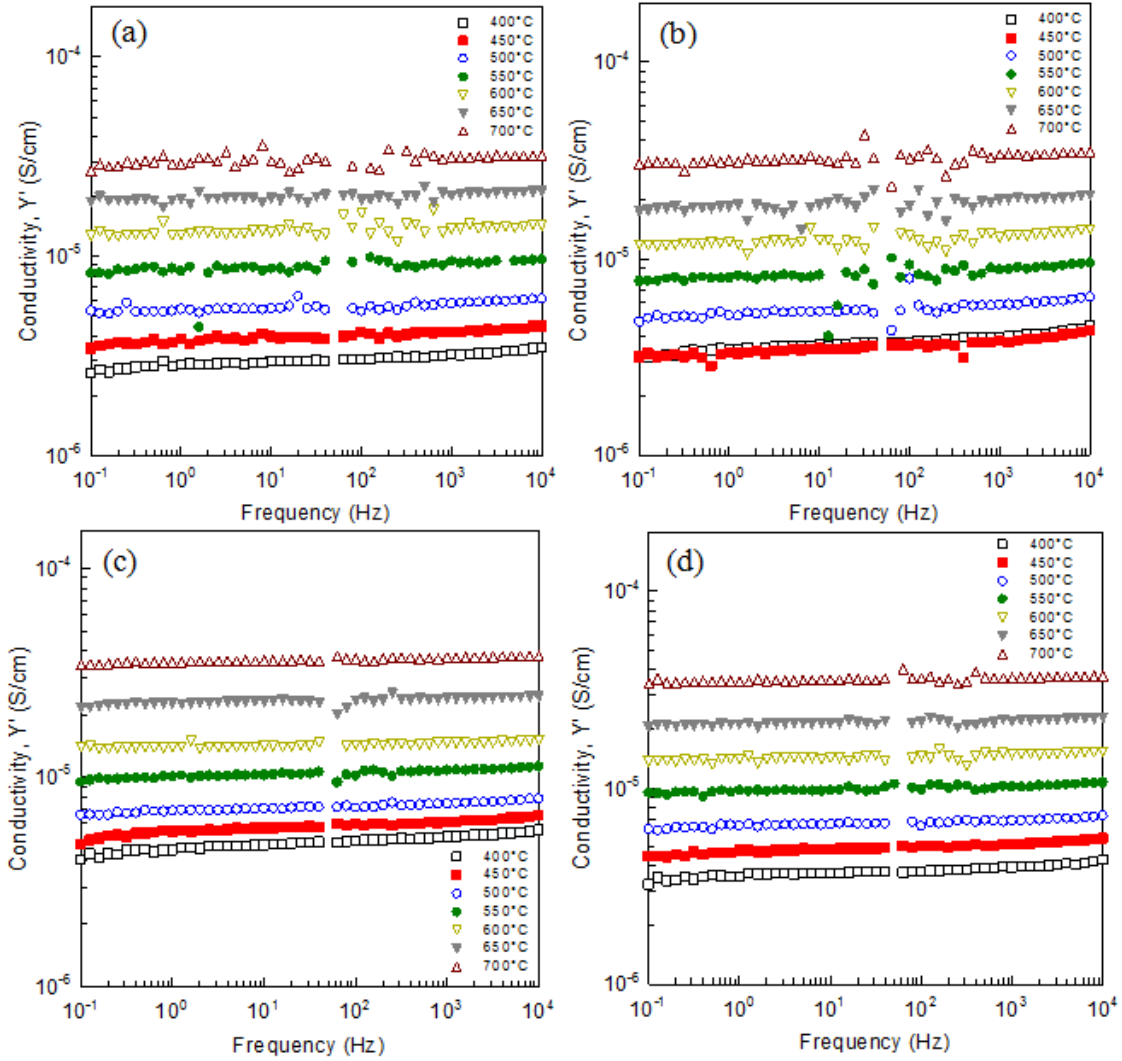 (a)
400°C
450°C
500°C
550°C
600°C
650°C
700°C
10⁻⁴
10⁻⁵
10⁻⁶
Conductivity, Y' (S/cm)
10⁻¹ 10⁰ 10¹ 10² 10³ 10⁴
Frequency (Hz)
(b)
400°C
450°C
500°C
550°C
600°C
650°C
700°C
10⁻⁴
10⁻⁵
10⁻⁶
Conductivity, Y' (S/cm)
10⁻¹ 10⁰ 10¹ 10² 10³ 10⁴
Frequency (Hz)
(c)
10⁻⁴
10⁻⁵
10⁻⁶
Conductivity, Y' (S/cm)
400°C
450°C
500°C
550°C
600°C
650°C
700°C
10⁻¹ 10⁰ 10¹ 10² 10³ 10⁴
Frequency (Hz)
(d)
400°C
450°C
500°C
550°C
600°C
650°C
700°C
10⁻⁴
10⁻⁵
10⁻⁶
Conductivity, Y' (S/cm)
10⁻¹ 10⁰ 10¹ 10² 10³ 10⁴
Frequency (Hz)